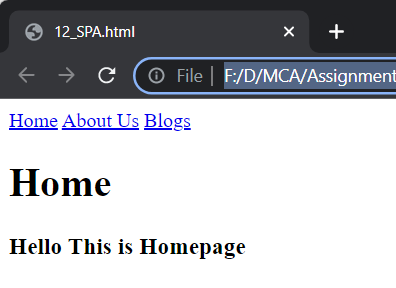 12_SPA.html
File F:/D/MCA/Assignment
Home About Us Blogs
Home
Hello This is Homepage